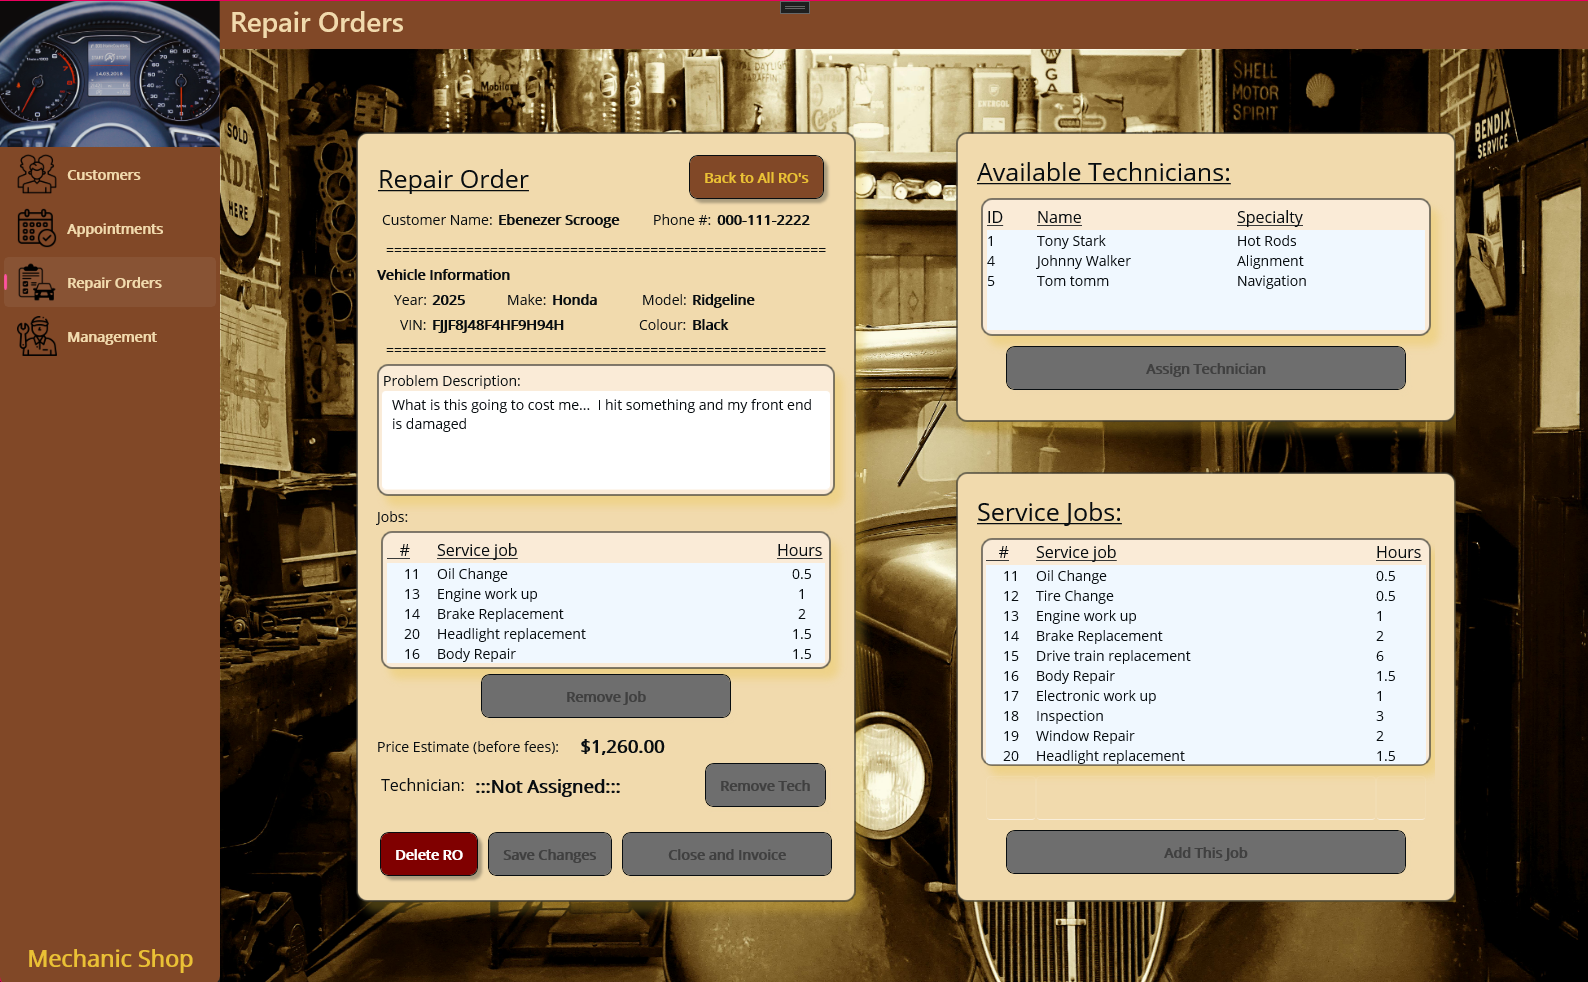 Repair Orders
Customers
Appointments
Repair Orders
Management
Mechanic Shop
SOLD
HERE
SHELL
MOTOR
SPIRIT
BENDIX
SERVICE
Repair Order
Back to All RO's
Customer Name: Ebenezer Scrooge Phone #: 000-111-2222
=======================================================
Vehicle Information
Year: 2025 Make: Honda Model: Ridgeline
VIN: FJJF8J48F4HF9H94H Colour: Black
=======================================================
Problem Description:
What is this going to cost me... I hit something and my front end
is damaged
Jobs:
# Service job Hours
11 Oil Change 0.5
13 Engine work up 1
14 Brake Replacement 2
20 Headlight replacement 1.5
16 Body Repair 1.5
Remove Job
Price Estimate (before fees): $1,260.00
Technician: :::Not Assigned::: Remove Tech
Delete RO Save Changes Close and Invoice
Available Technicians:
ID Name Specialty
1 Tony Stark Hot Rods
4 Johnny Walker Alignment
5 Tom tomm Navigation
Assign Technician
Service Jobs:
# Service job Hours
11 Oil Change 0.5
12 Tire Change 0.5
13 Engine work up 1
14 Brake Replacement 2
15 Drive train replacement 6
16 Body Repair 1.5
17 Electronic work up 1
18 Inspection 3
19 Window Repair 2
20 Headlight replacement 1.5
Add This Job